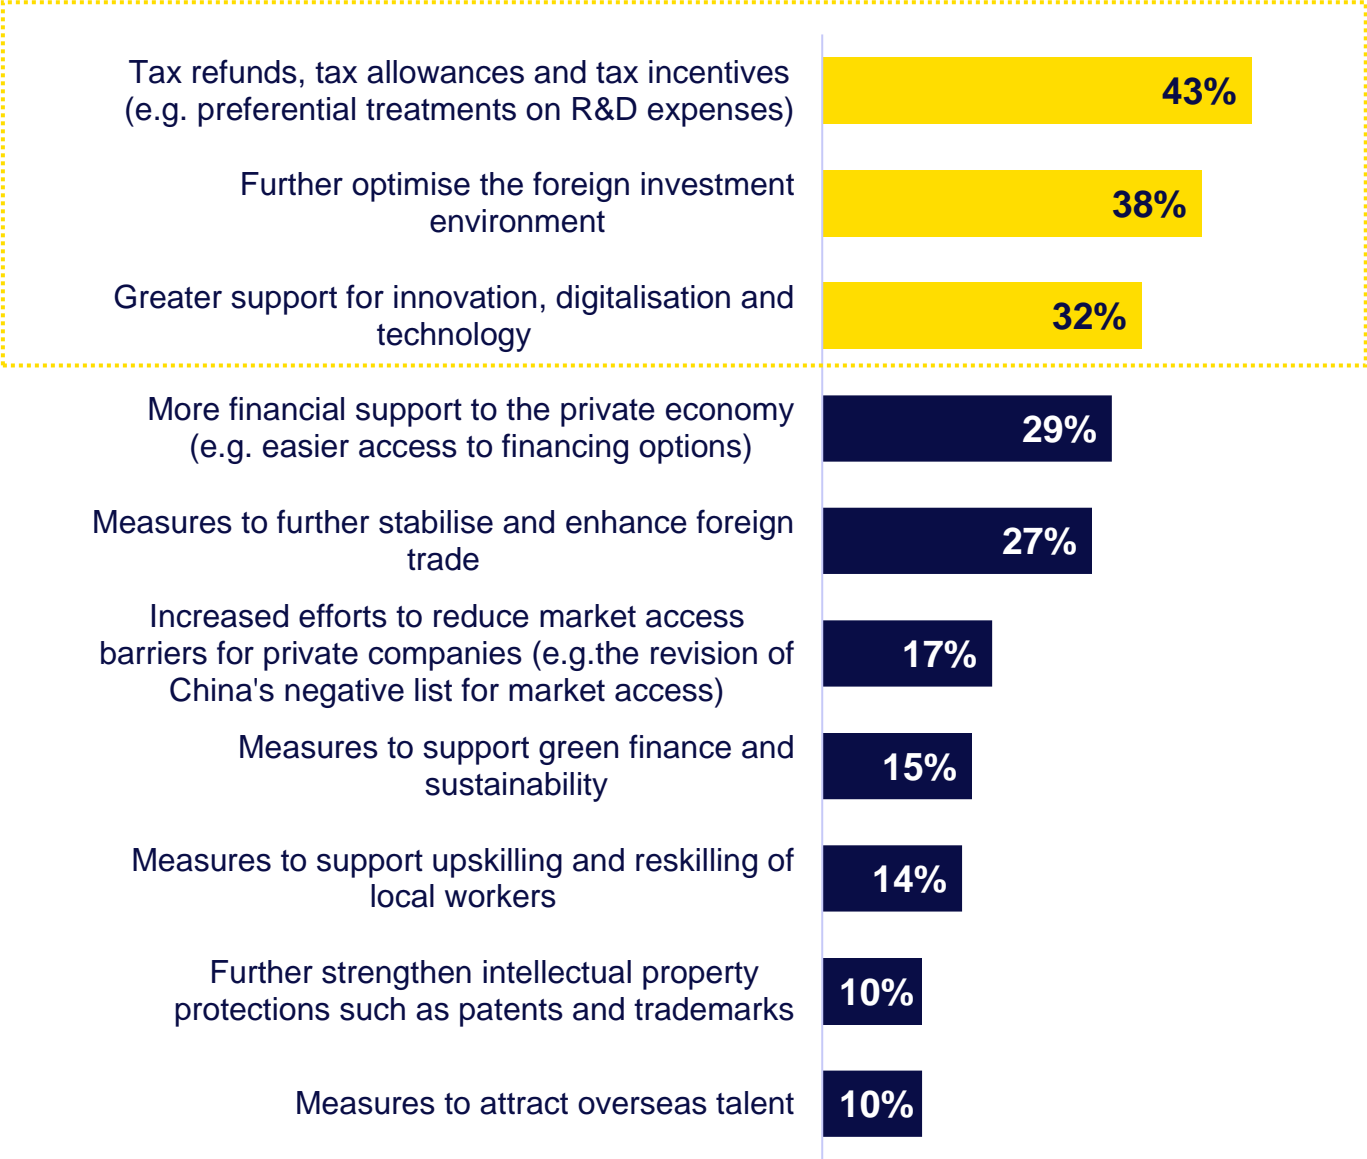 Tax refunds, tax allowances and tax incentives
(e.g. preferential treatments on R&D expenses)
43%
Further optimise the foreign investment
environment
38%
Greater support for innovation, digitalisation and
technology
32%
More financial support to the private economy
(e.g. easier access to financing options)
29%
Measures to further stabilise and enhance foreign
trade
27%
Increased efforts to reduce market access
barriers for private companies (e.g.the revision of
China's negative list for market access)
17%
Measures to support green finance and
sustainability
15%
Measures to support upskilling and reskilling of
local workers
14%
Further strengthen intellectual property
protections such as patents and trademarks
10%
Measures to attract overseas talent
10%